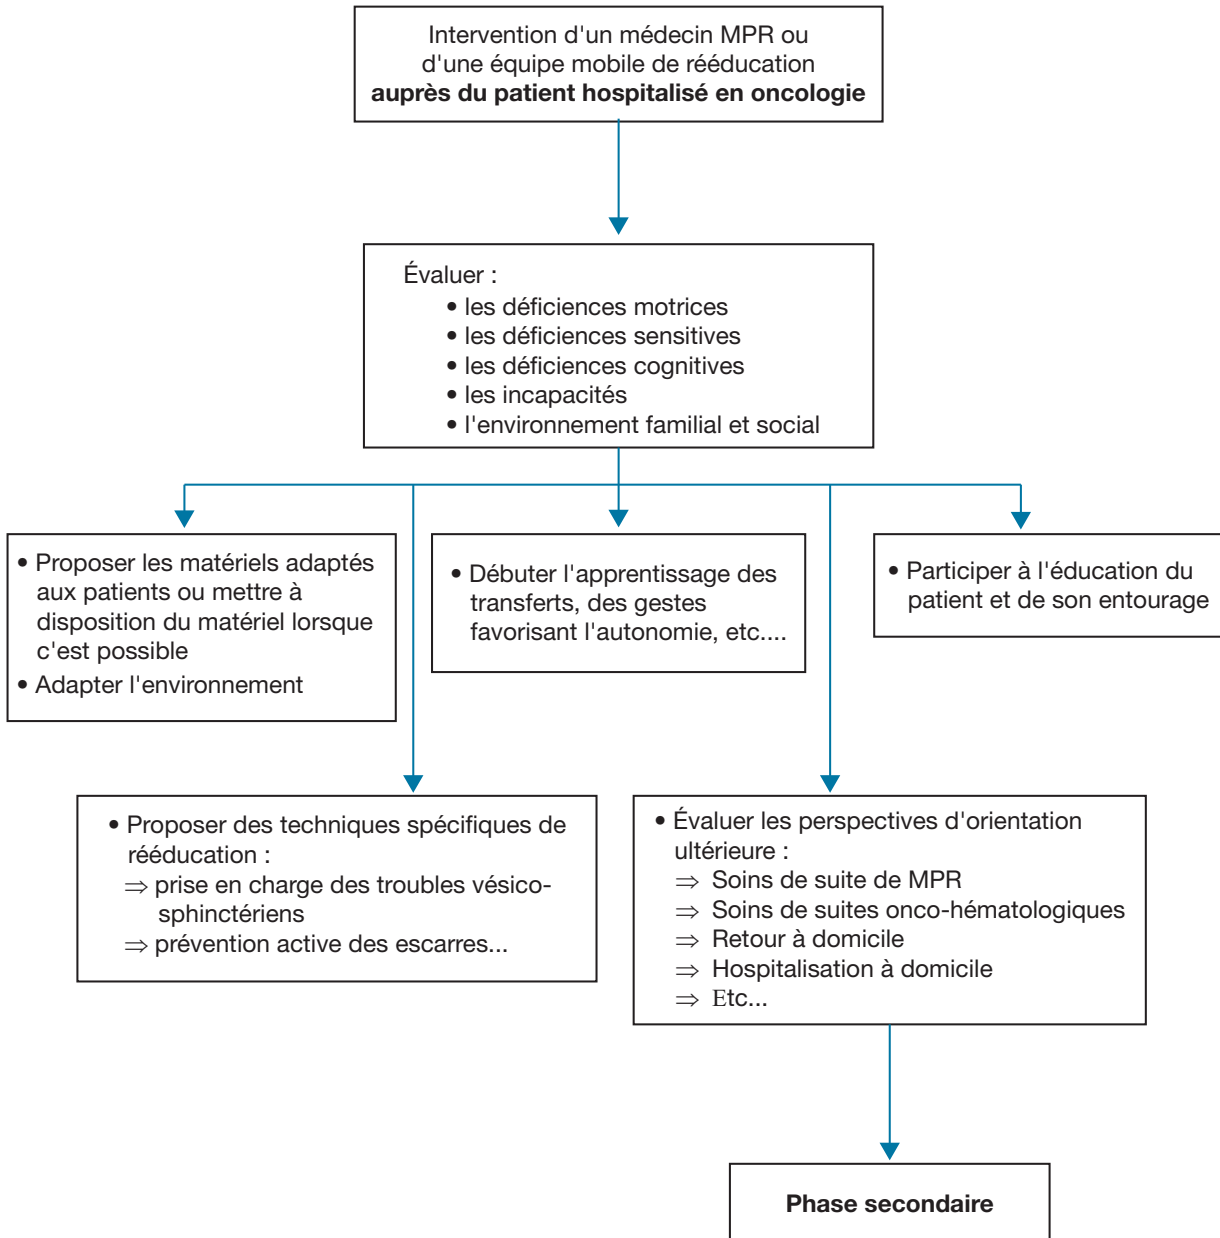 Intervention d'un médecin MPR ou
d'une équipe mobile de rééducation
auprès du patient hospitalisé en oncologie
Évaluer :
• les déficiences motrices
• les déficiences sensitives
• les déficiences cognitives
• les incapacités
• l'environnement familial et social
• Proposer les matériels adaptés
aux patients ou mettre à
disposition du matériel lorsque
c'est possible
• Adapter l'environnement
• Débuter l'apprentissage des
transferts, des gestes
favorisant l'autonomie, etc....
• Participer à l'éducation du
patient et de son entourage
• Proposer des techniques spécifiques de
rééducation :
⇒ prise en charge des troubles vésico-
sphinctériens
⇒ prévention active des escarres...
• Évaluer les perspectives d'orientation
ultérieure :
⇒ Soins de suite de MPR
⇒ Soins de suites onco-hématologiques
⇒ Retour à domicile
⇒ Hospitalisation à domicile
⇒ Etc...
Phase secondaire